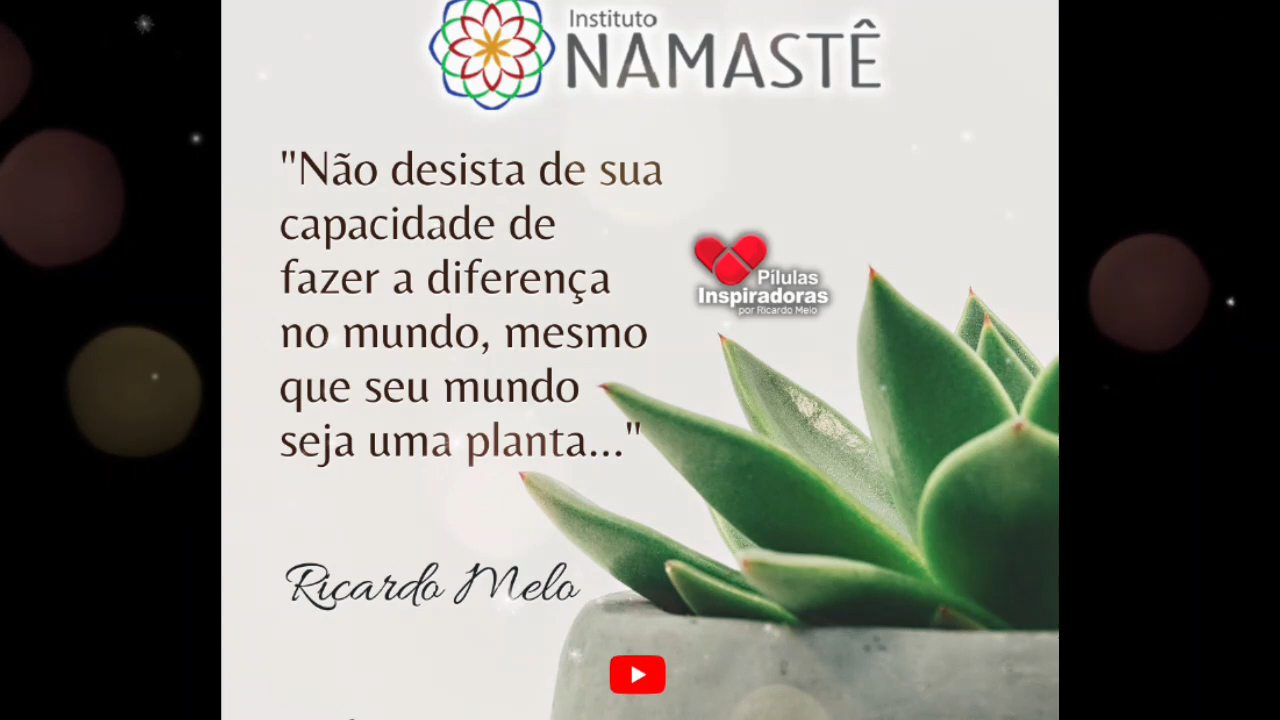 Instituto
NAMASTÊ
"Não desista de sua
capacidade de
fazer a diferença
no mundo, mesmo
que seu mundo
seja uma planta..."
Pílulas
Inspiradoras
por Ricardo Melo
Ricardo Melo